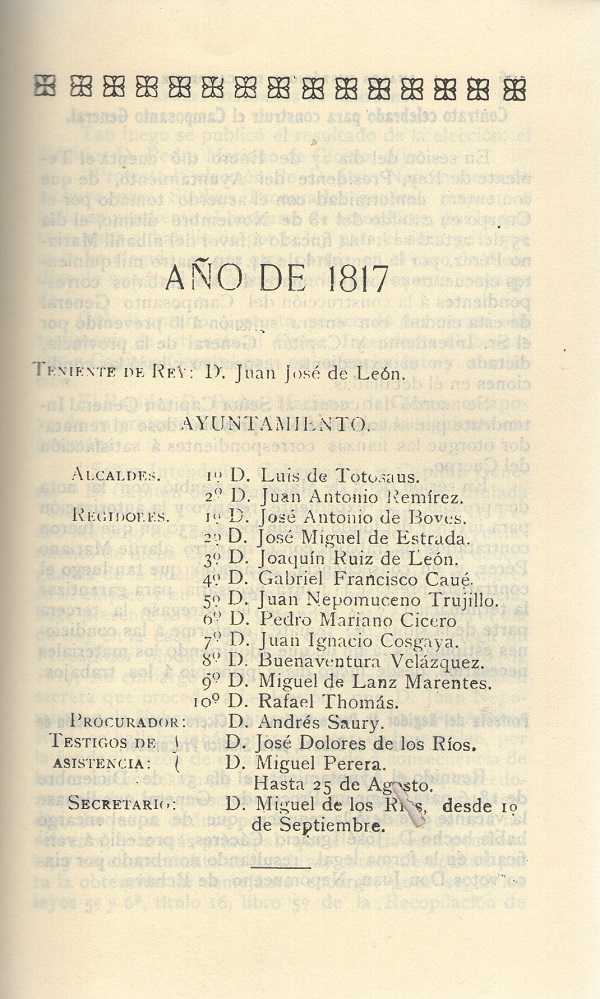 AÑO DE 1817
TENIENTE DE REY: D. Juan José de León.
AYUNTAMIENTO.
ALCALDES. 1º D. Luis de Totosaus.
2º D. Juan Antonio Remírez.
REGIDORES. 1º D. José Antonio de Boves.
2º D. José Miguel de Estrada.
3º D. Joaquín Ruiz de León.
4º D. Gabriel Francisco Caué.
5º D. Juan Nepomuceno Trujillo.
6º D. Pedro Mariano Cicero
7º D. Juan Ignacio Cosgaya.
8º D. Buenaventura Velázquez.
9º D. Miguel de Lanz Marentes.
10º D. Rafael Thomás.
PROCURADOR: D. Andrés Saury.
TESTIGOS DE D. José Dolores de los Ríos.
ASISTENCIA: D. Miguel Perera.
Hasta 25 de Agosto.
SECRETARIO: D. Miguel de los Ríos, desde 1º
de Septiembre.